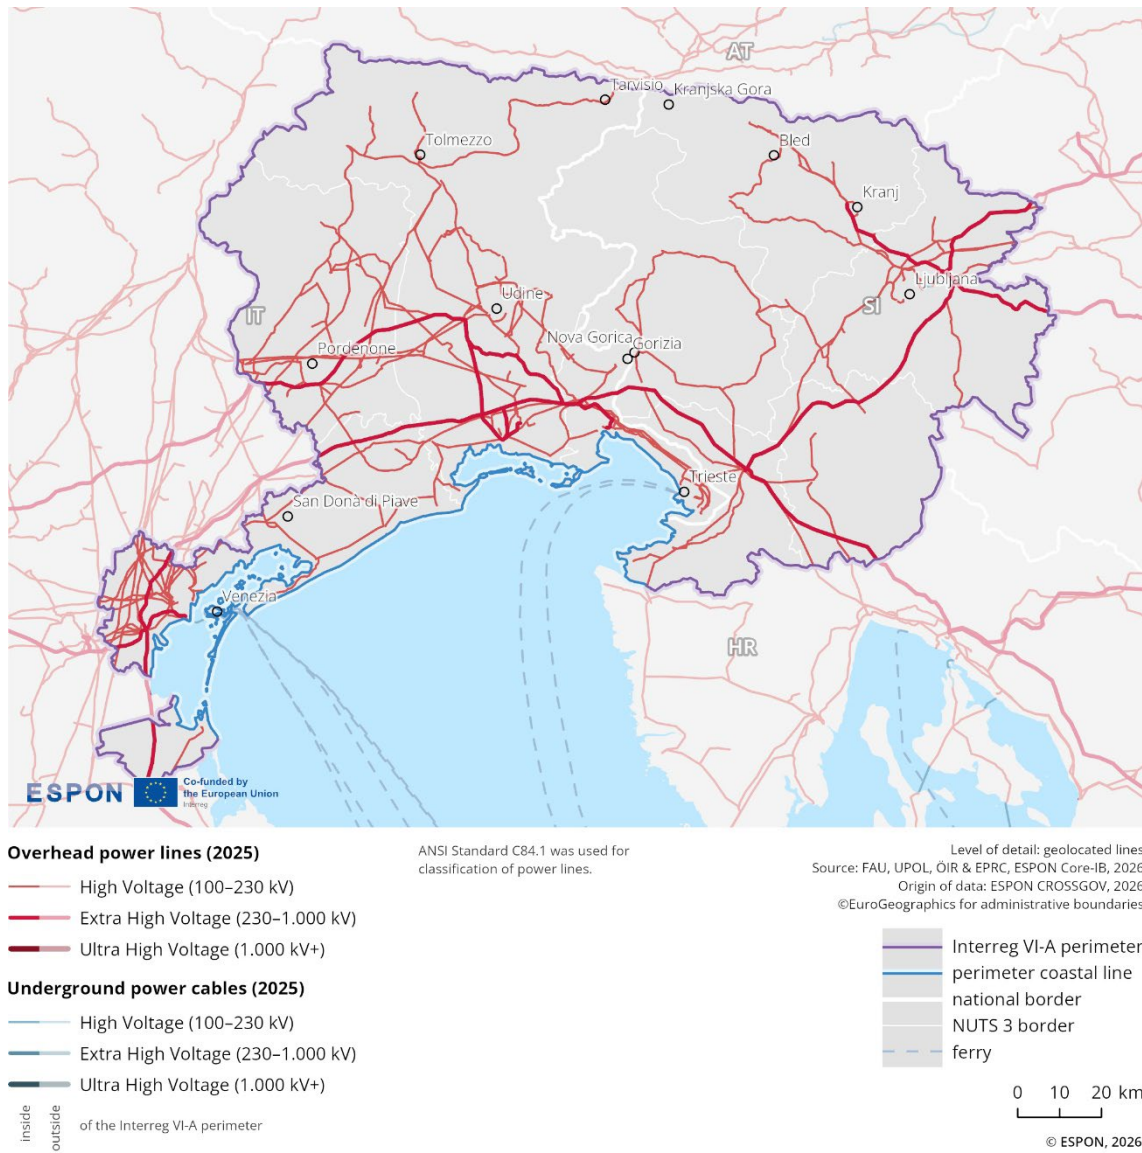 AT
Tarvisio
Kranjska Gora
Tolmezzo
Bled
Kranj
Udine
Ljubljana
SI
IT
Nova Gorica
Gorizia
Pordenone
Trieste
San Donà di Piave
Venezia
HR
ESPON
Co-funded by
the European Union
Interreg
Overhead power lines (2025)
High Voltage (100–230 kV)
Extra High Voltage (230–1.000 kV)
Ultra High Voltage (1.000 kV+)
Underground power cables (2025)
High Voltage (100–230 kV)
Extra High Voltage (230–1.000 kV)
Ultra High Voltage (1.000 kV+)
inside
outside
of the Interreg VI-A perimeter
ANSI Standard C84.1 was used for
classification of power lines.
Level of detail: geolocated lines
Source: FAU, UPOL, ÖIR & EPRC, ESPON Core-IB, 2026
Origin of data: ESPON CROSSGOV, 2026
©EuroGeographics for administrative boundaries
Interreg VI-A perimeter
perimeter coastal line
national border
NUTS 3 border
ferry
0 10 20 km
© ESPON, 2026